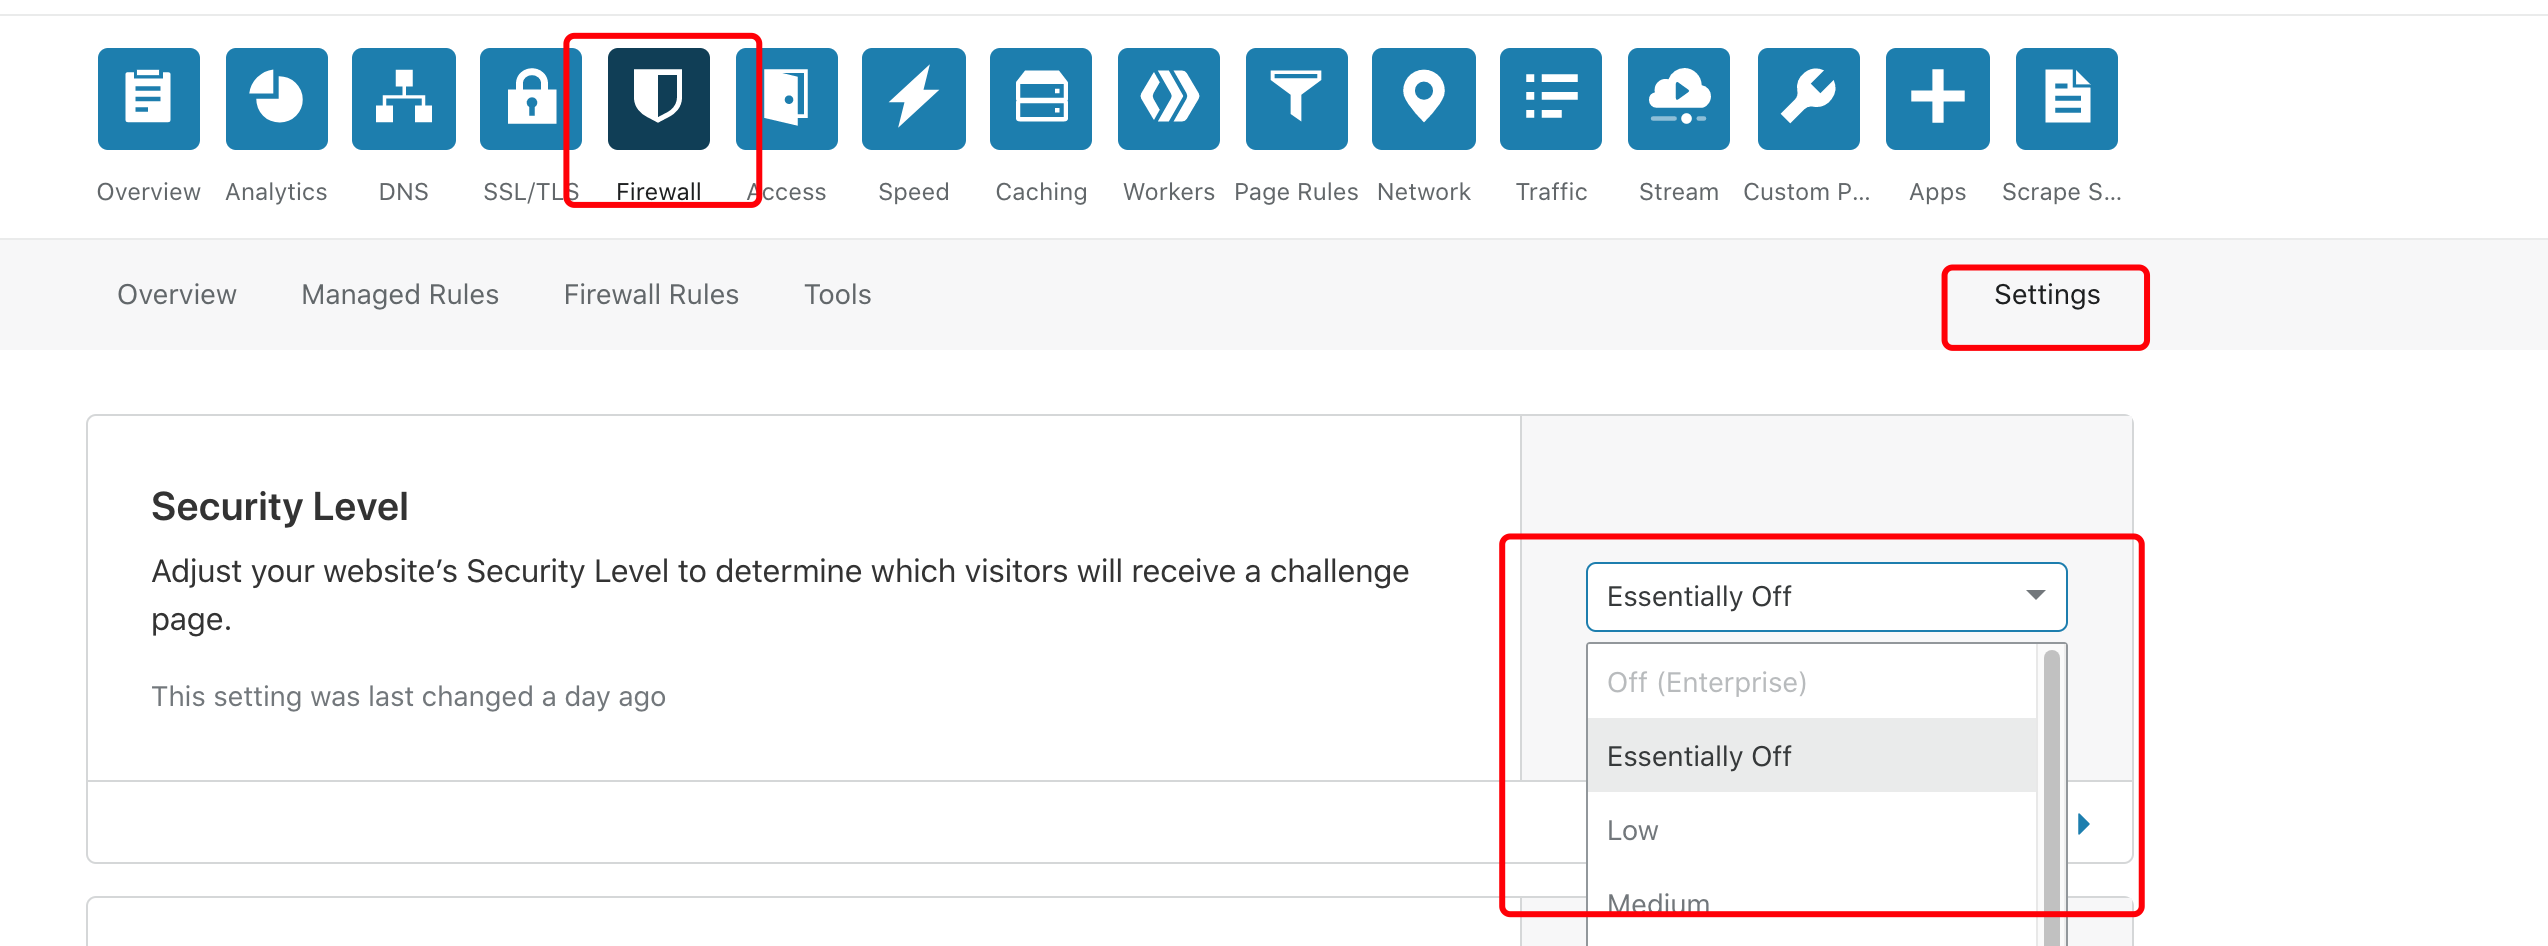 Overview Analytics DNS SSL/TLS Firewall Access Speed Caching Workers Page Rules Network Traffic Stream Custom P... Apps Scrape S...
Overview Managed Rules Firewall Rules Tools Settings
Security Level
Adjust your website’s Security Level to determine which visitors will receive a challenge
page.
This setting was last changed a day ago
Essentially Off
Off (Enterprise)
Essentially Off
Low
Medium